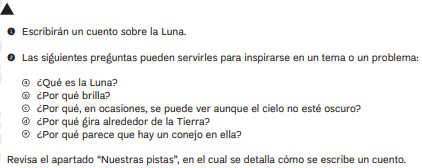 ❶ Escribirán un cuento sobre la Luna.
❷ Las siguientes preguntas pueden servirles para inspirarse en un tema o un problema:
ⓐ ¿Qué es la Luna?
ⓑ ¿Por qué brilla?
ⓒ ¿Por qué, en ocasiones, se puede ver aunque el cielo no esté oscuro?
ⓓ ¿Por qué gira alrededor de la Tierra?
ⓔ ¿Por qué parece que hay un conejo en ella?
Revisa el apartado “Nuestras pistas”, en el cual se detalla cómo se escribe un cuento.